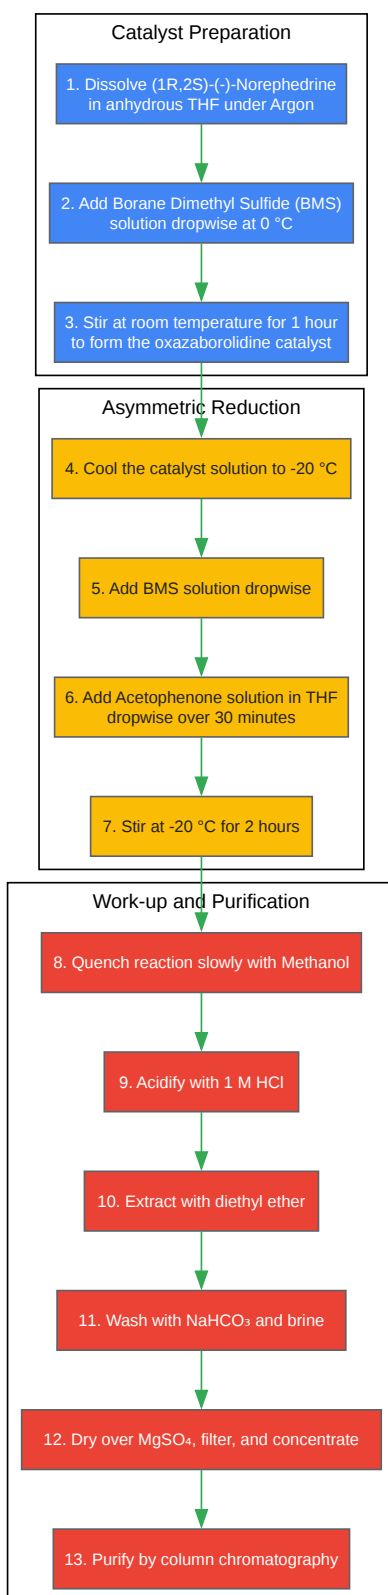 Catalyst Preparation
1. Dissolve (1R,2S)-(-)-Norephedrine
in anhydrous THF under Argon
2. Add Borane Dimethyl Sulfide (BMS)
solution dropwise at 0 °C
3. Stir at room temperature for 1 hour
to form the oxazaborolidine catalyst
Asymmetric Reduction
4. Cool the catalyst solution to -20 °C
5. Add BMS solution dropwise
6. Add Acetophenone solution in THF
dropwise over 30 minutes
7. Stir at -20 °C for 2 hours
Work-up and Purification
8. Quench reaction slowly with Methanol
9. Acidify with 1 M HCl
10. Extract with diethyl ether
11. Wash with NaHCO₃ and brine
12. Dry over MgSO₄, filter, and concentrate
13. Purify by column chromatography